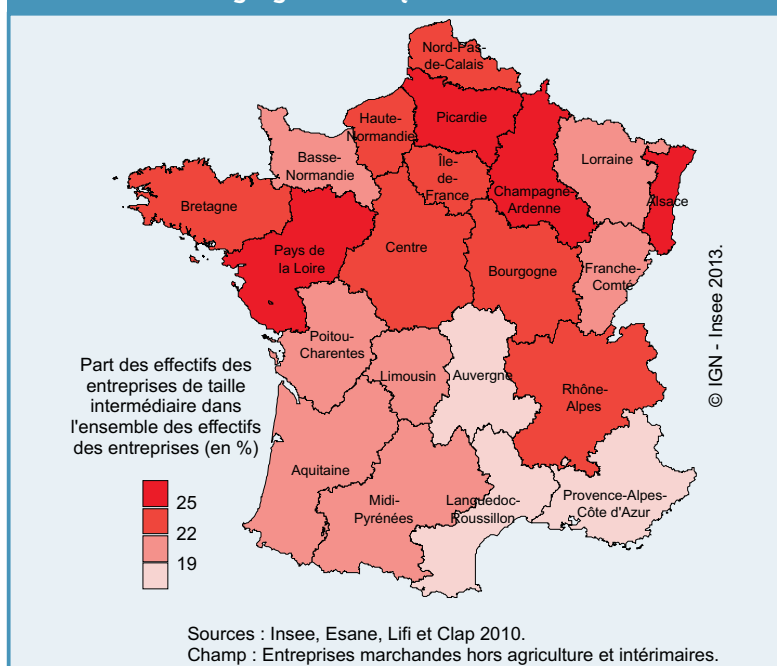 Nord-Pas-
de-Calais
Picardie
Haute-
Normandie
Basse-
Normandie
Île-
de-
France
Champagne-
Ardenne
Lorraine
Alsace
Bretagne
Pays de
la Loire
Centre
Bourgogne
Franche-
Comté
Poitou-
Charentes
Limousin
Auvergne
Rhône-
Alpes
Aquitaine
Midi-
Pyrénées
Languedoc-
Roussillon
Provence-Alpes-
Côte d'Azur
© IGN - Insee 2013.
Part des effectifs des
entreprises de taille
intermédiaire dans
l'ensemble des effectifs
des entreprises (en %)
25
22
19
Sources : Insee, Esane, Lifi et Clap 2010.
Champ : Entreprises marchandes hors agriculture et intérimaires.